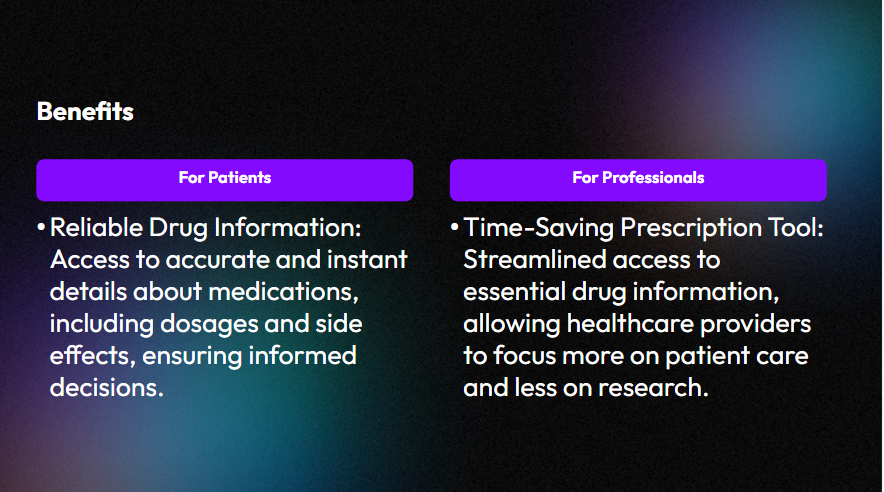 Benefits
For Patients
• Reliable Drug Information:
Access to accurate and instant
details about medications,
including dosages and side
effects, ensuring informed
decisions.
For Professionals
• Time-Saving Prescription Tool:
Streamlined access to
essential drug information,
allowing healthcare providers
to focus more on patient care
and less on research.